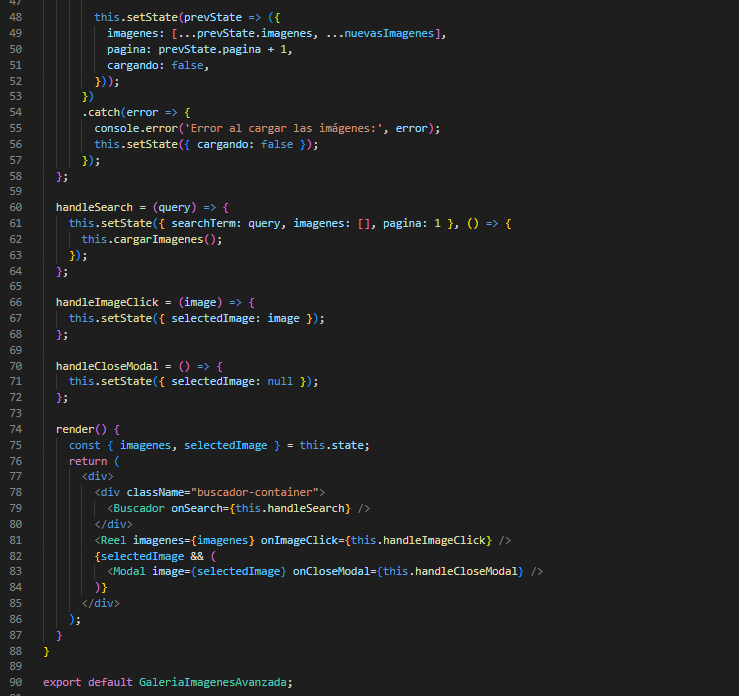 47
48 this.setState(prevState => ({
49 imagenes: [...prevState.imagenes, ...nuevasImagenes],
50 pagina: prevState.pagina + 1,
51 cargando: false,
52 }));
53 })
54 .catch(error => {
55 console.error('Error al cargar las imágenes:', error);
56 this.setState({ cargando: false });
57 });
58 };
59
60 handleSearch = (query) => {
61 this.setState({ searchTerm: query, imagenes: [], pagina: 1 }, () => {
62 this.cargarImagenes();
63 });
64 };
65
66 handleImageClick = (image) => {
67 this.setState({ selectedImage: image });
68 };
69
70 handleCloseModal = () => {
71 this.setState({ selectedImage: null });
72 };
73
74 render() {
75 const { imagenes, selectedImage } = this.state;
76 return (
77 <div>
78 <div className="buscador-container">
79 <Buscador onSearch={this.handleSearch} />
80 </div>
81 <Reel imagenes={imagenes} onImageClick={this.handleImageClick} />
82 {selectedImage && (
83 <Modal image={selectedImage} onCloseModal={this.handleCloseModal} />
84 )}
85 </div>
86 );
87 }
88 }
89
90 export default GaleriaImagenesAvanzada;
91